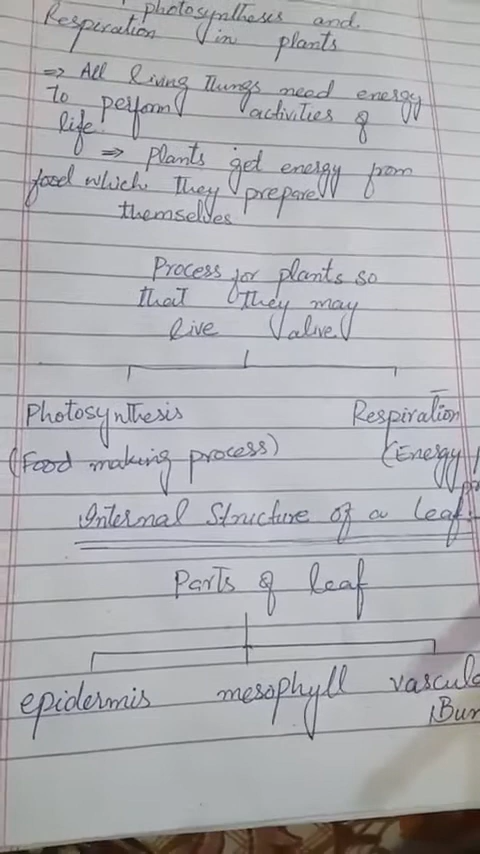 photosynthesis and
Respiration in plants
⇒ All living things need energy
To perform activities of
life.
⇒ plants get energy from
food which they prepare
themselves
Process for plants so
that they may
live alive
Photosynthesis Respiration
(Food making process) (Energy
Internal Structure of a leaf
Parts of leaf
epidermis mesophyll vascula
Bun